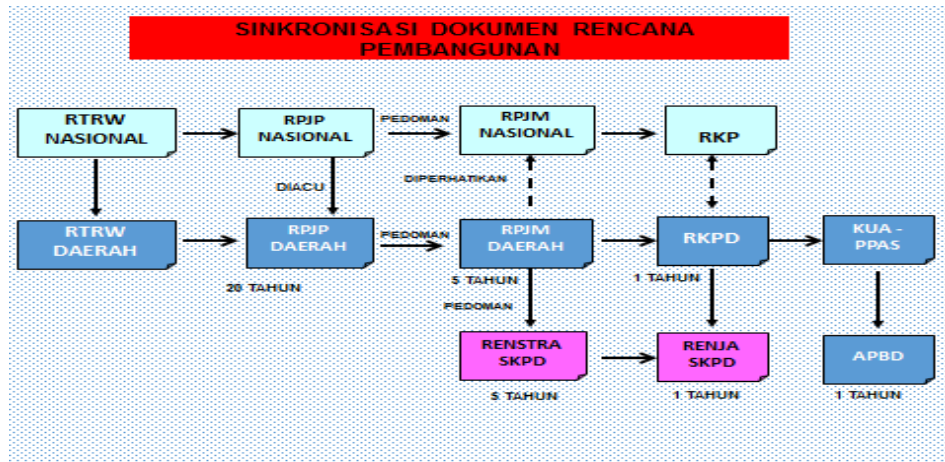 SINKRONISASI DOKUMEN RENCANA
PEMBANGUNAN
RTRW
NASIONAL
RPJP
NASIONAL
PEDOMAN
RPJM
NASIONAL
RKP
DIACU
DIPERHATIKAN
RTRW
DAERAH
RPJP
DAERAH
PEDOMAN
RPJM
DAERAH
RKPD
KUA -
PPAS
20 TAHUN
5 TAHUN
1 TAHUN
PEDOMAN
RENSTRA
SKPD
RENJA
SKPD
APBD
5 TAHUN
1 TAHUN
1 TAHUN